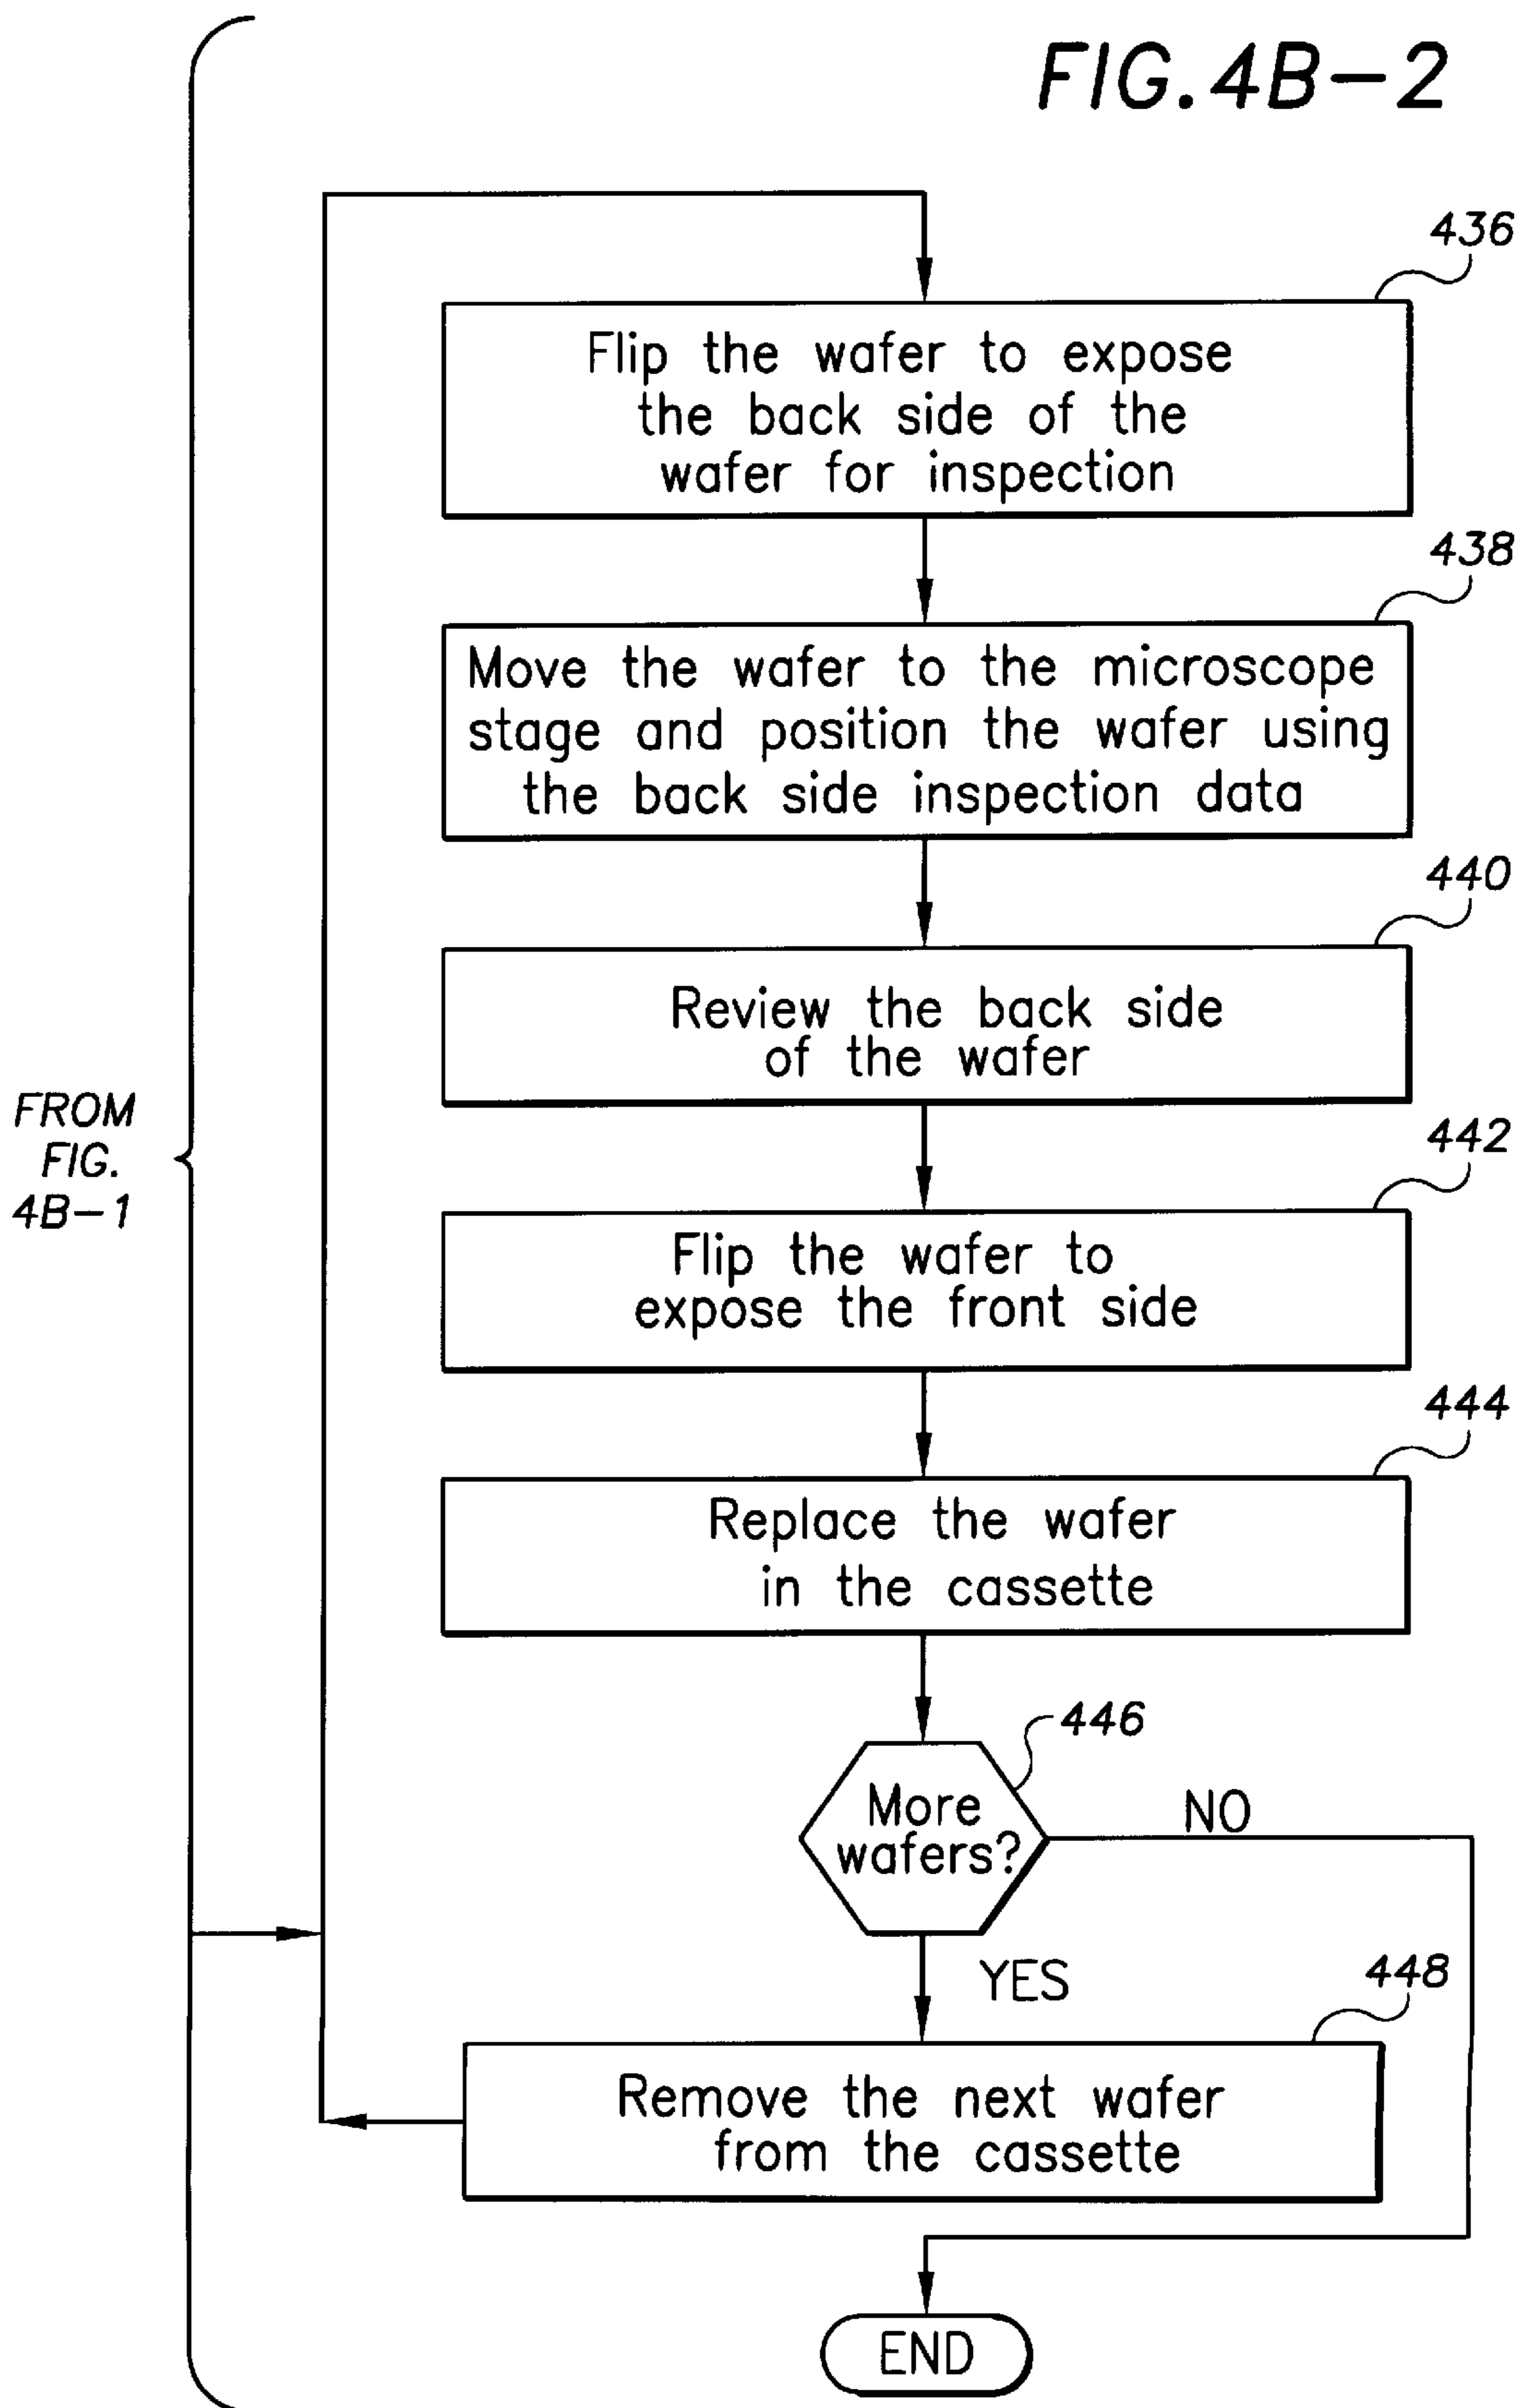 FIG.4B-2
436
Flip the wafer to expose
the back side of the
wafer for inspection
438
Move the wafer to the microscope
stage and position the wafer using
the back side inspection data
440
Review the back side
of the wafer
FROM
FIG.
4B-1
442
Flip the wafer to
expose the front side
444
Replace the wafer
in the cassette
446
More
wafers?
NO
YES
448
Remove the next wafer
from the cassette
END